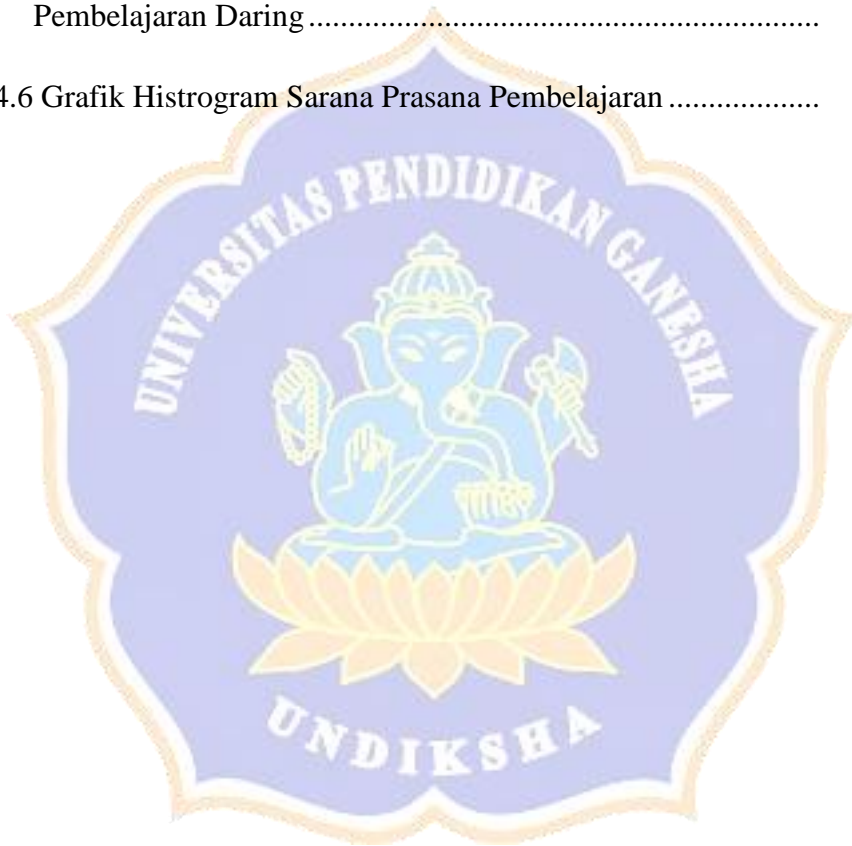 Pembelajaran Daring ................................................................
4.6 Grafik Histrogram Sarana Prasana Pembelajaran ...................
UNIVERSITAS PENDIDIKAN GANESHA
UNDIKSHA